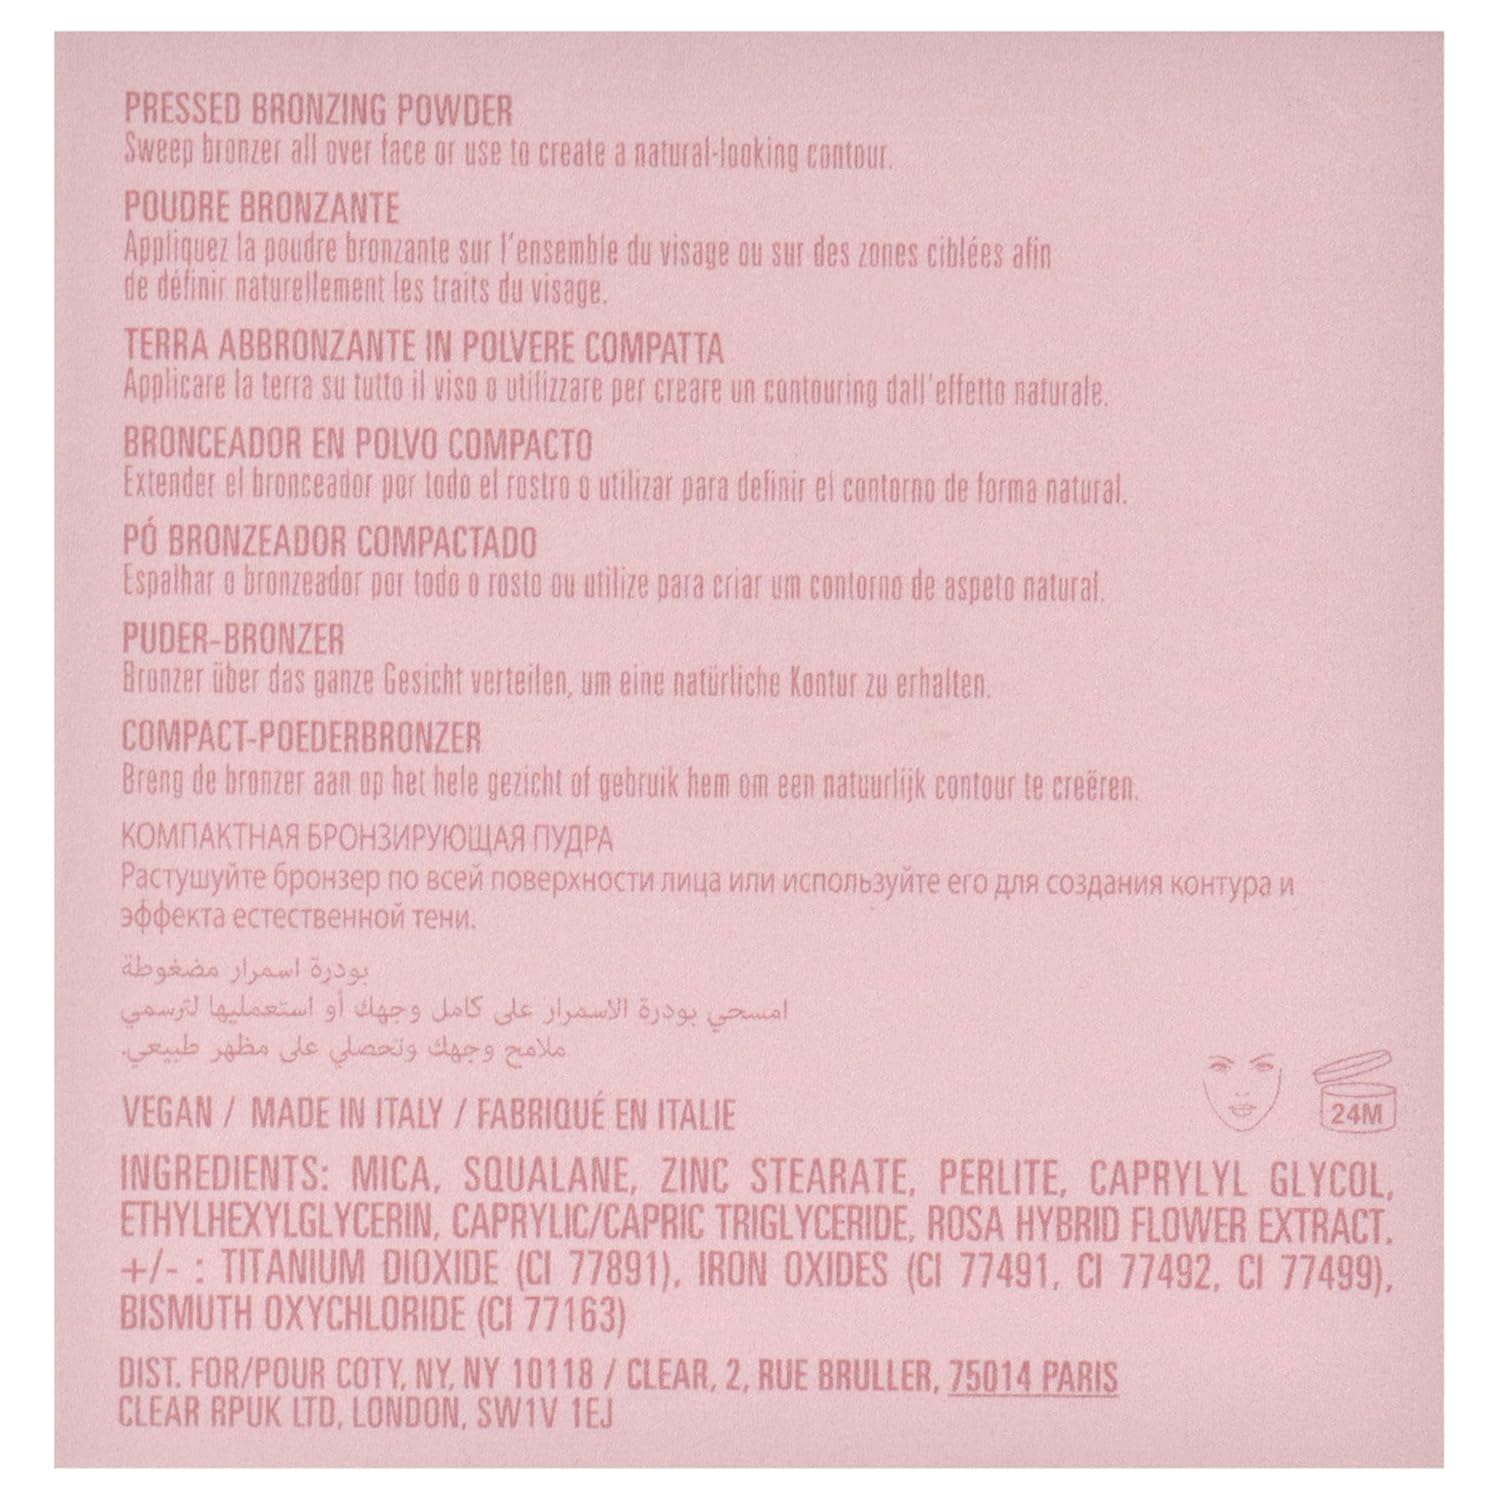 PRESSED BRONZING POWDER
Sweep bronzer all over face or use to create a natural-looking contour.
POUDRE BRONZANTE
Appliquez la poudre bronzante sur l'ensemble du visage ou sur des zones ciblées afin
de définir naturellement les traits du visage.
TERRA ABBRONZANTE IN POLVERE COMPATTA
Applicare la terra su tutto il viso o utilizzare per creare un contouring dall'effetto naturale.
BRONCEADOR EN POLVO COMPACTO
Extender el bronceador por todo el rostro o utilizar para definir el contorno de forma natural.
PÓ BRONZEADOR COMPACTADO
Espalhar o bronzeador por todo o rosto ou utilize para criar um contorno de aspeto natural.
PUDER-BRONZER
Bronzer über das ganze Gesicht verteilen, um eine natürliche Kontur zu erhalten.
COMPACT-POEDERBRONZER
Breng de bronzer aan op het hele gezicht of gebruik hem om een natuurlijk contour te creëren.
КОМПАКТНАЯ БРОНЗИРУЮЩАЯ ПУДРА
Растушуйте бронзер по всей поверхности лица или используйте его для создания контура и
эффекта естественной тени.
بودرة اسمرار مضغوطة
امسحي بودرة الاسمرار على كامل وجهك أو استعمليها لترسمي
ملامح وجهك وتحصلي على مظهر طبيعي.
24M
VEGAN / MADE IN ITALY / FABRIQUÉ EN ITALIE
INGREDIENTS: MICA, SQUALANE, ZINC STEARATE, PERLITE, CAPRYLYL GLYCOL,
ETHYLHEXYLGLYCERIN, CAPRYLIC/CAPRIC TRIGLYCERIDE, ROSA HYBRID FLOWER EXTRACT.
+/- : TITANIUM DIOXIDE (CI 77891), IRON OXIDES (CI 77491, CI 77492, CI 77499),
BISMUTH OXYCHLORIDE (CI 77163)
DIST. FOR/POUR COTY, NY, NY 10118 / CLEAR, 2, RUE BRULLER, 75014 PARIS
CLEAR RPUK LTD, LONDON, SW1V 1EJ